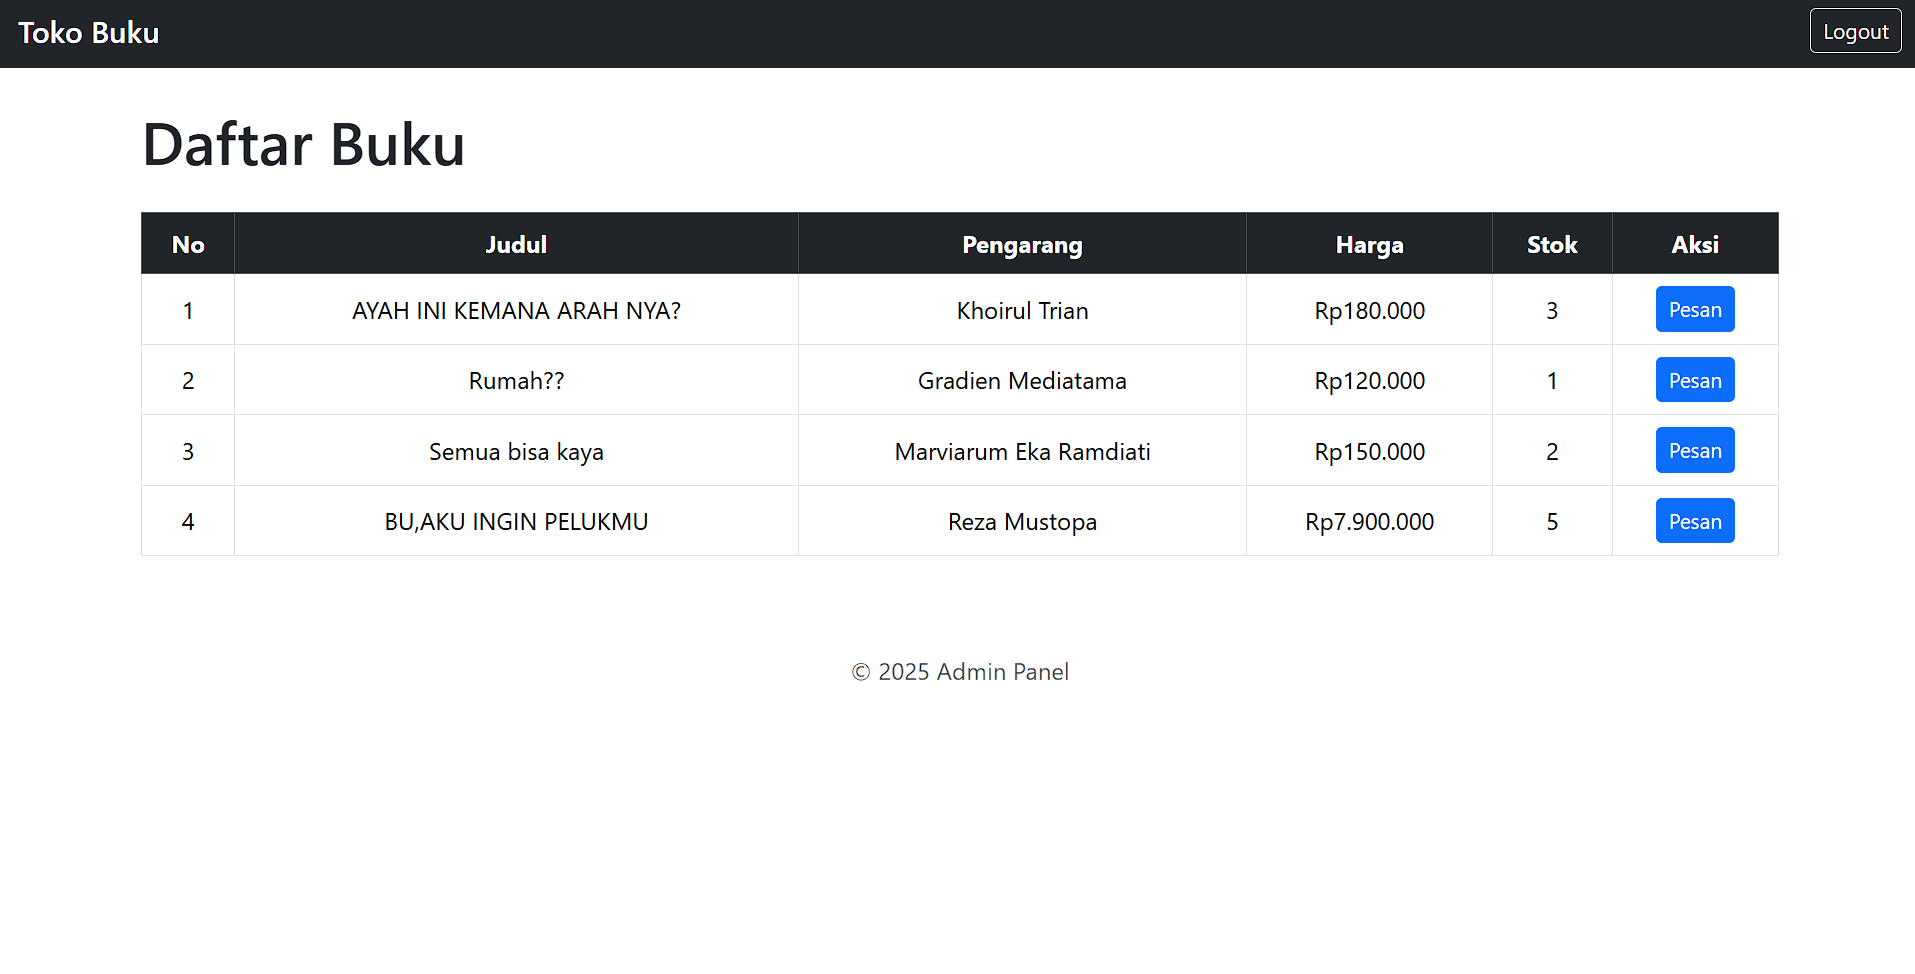 Toko Buku Logout
Daftar Buku
No Judul Pengarang Harga Stok Aksi
1 AYAH INI KEMANA ARAH NYA? Khoirul Trian Rp180.000 3 Pesan
2 Rumah?? Gradien Mediatama Rp120.000 1 Pesan
3 Semua bisa kaya Marviarum Eka Ramdiati Rp150.000 2 Pesan
4 BU,AKU INGIN PELUKMU Reza Mustopa Rp7.900.000 5 Pesan
© 2025 Admin Panel